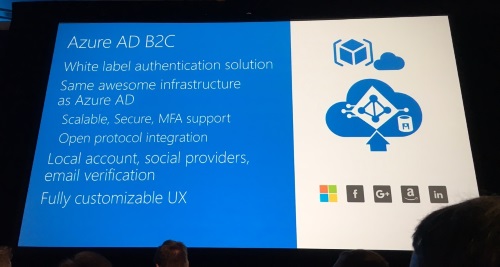 Azure AD B2C
White label authentication solution
Same awesome infrastructure
as Azure AD
Scalable, Secure, MFA support
Open protocol integration
Local account, social providers,
email verification
Fully customizable UX
f G+ a in